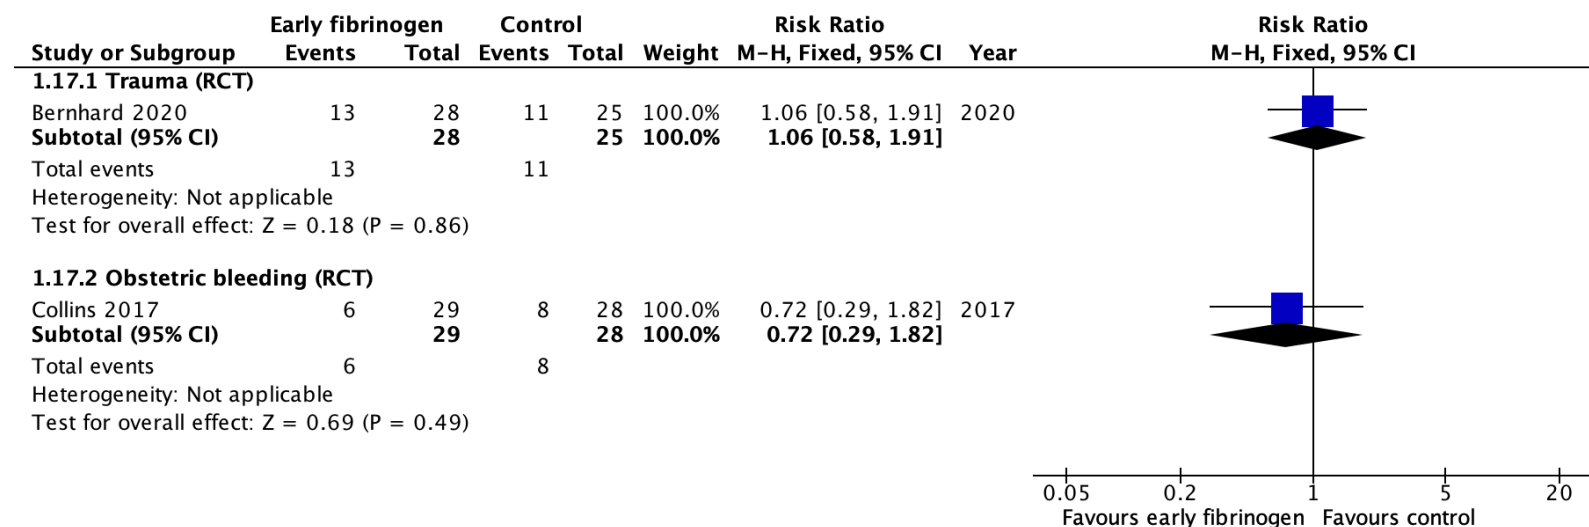 Early fibrinogen Control Risk Ratio Risk Ratio
Study or Subgroup Events Total Events Total Weight M-H, Fixed, 95% CI Year M-H, Fixed, 95% CI
1.17.1 Trauma (RCT)
Bernhard 2020 13 28 11 25 100.0% 1.06 [0.58, 1.91] 2020
Subtotal (95% CI) 28 25 100.0% 1.06 [0.58, 1.91]
Total events 13 11
Heterogeneity: Not applicable
Test for overall effect: Z = 0.18 (P = 0.86)
1.17.2 Obstetric bleeding (RCT)
Collins 2017 6 29 8 28 100.0% 0.72 [0.29, 1.82] 2017
Subtotal (95% CI) 29 28 100.0% 0.72 [0.29, 1.82]
Total events 6 8
Heterogeneity: Not applicable
Test for overall effect: Z = 0.69 (P = 0.49)
0.05 0.2 1 5 20
Favours early fibrinogen Favours control